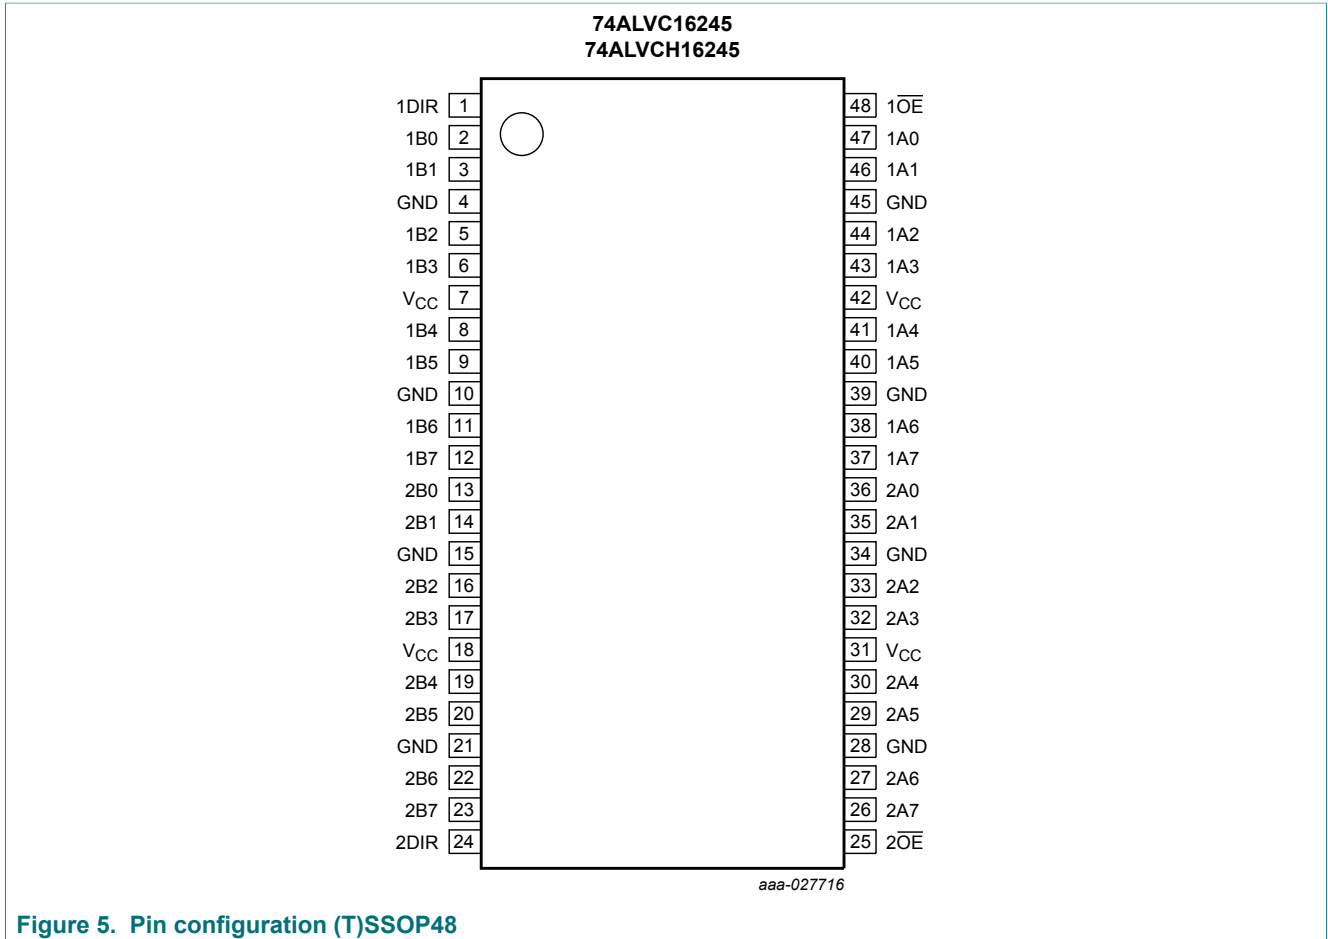 74ALVC16245
74ALVCH16245
1DIR 1 48 1O̅E̅
1B0 2 47 1A0
1B1 3 46 1A1
GND 4 45 GND
1B2 5 44 1A2
1B3 6 43 1A3
VCC 7 42 VCC
1B4 8 41 1A4
1B5 9 40 1A5
GND 10 39 GND
1B6 11 38 1A6
1B7 12 37 1A7
2B0 13 36 2A0
2B1 14 35 2A1
GND 15 34 GND
2B2 16 33 2A2
2B3 17 32 2A3
VCC 18 31 VCC
2B4 19 30 2A4
2B5 20 29 2A5
GND 21 28 GND
2B6 22 27 2A6
2B7 23 26 2A7
2DIR 24 25 2O̅E̅
aaa-027716
Figure 5. Pin configuration (T)SSOP48